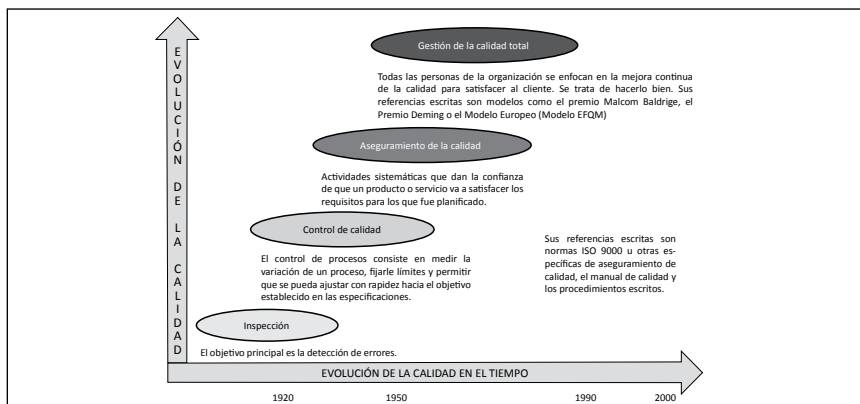 EVOLUCIÓN DE LA CALIDAD
Gestión de la calidad total
Todas las personas de la organización se enfocan en la mejora continua
de la calidad para satisfacer al cliente. Se trata de hacerlo bien. Sus
referencias escritas son modelos como el premio Malcom Baldrige, el
Premio Deming o el Modelo Europeo (Modelo EFQM)
Aseguramiento de la calidad
Actividades sistemáticas que dan la confianza
de que un producto o servicio va a satisfacer los
requisitos para los que fue planificado.
Control de calidad
El control de procesos consiste en medir la
variación de un proceso, fijarle límites y permitir
que se pueda ajustar con rapidez hacia el objetivo
establecido en las especificaciones.
Sus referencias escritas son
normas ISO 9000 u otras es-
pecíficas de aseguramiento de
calidad, el manual de calidad y
los procedimientos escritos.
Inspección
El objetivo principal es la detección de errores.
EVOLUCIÓN DE LA CALIDAD EN EL TIEMPO
1920 1950 1990 2000